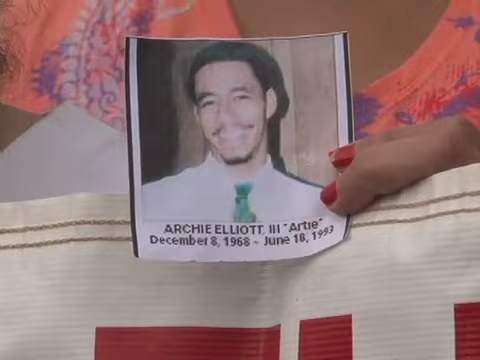 ARCHIE ELLIOTT, III "Artie"
December 8, 1968 ~ June 18, 1993